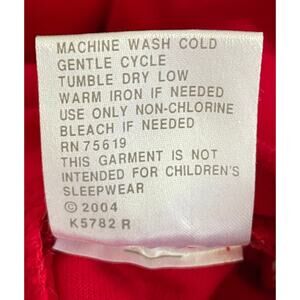 MACHINE WASH COLD
GENTLE CYCLE
TUMBLE DRY LOW
WARM IRON IF NEEDED
USE ONLY NON-CHLORINE
BLEACH IF NEEDED
RN 75619
THIS GARMENT IS NOT
INTENDED FOR CHILDREN'S
SLEEPWEAR
© 2004
K5782 R